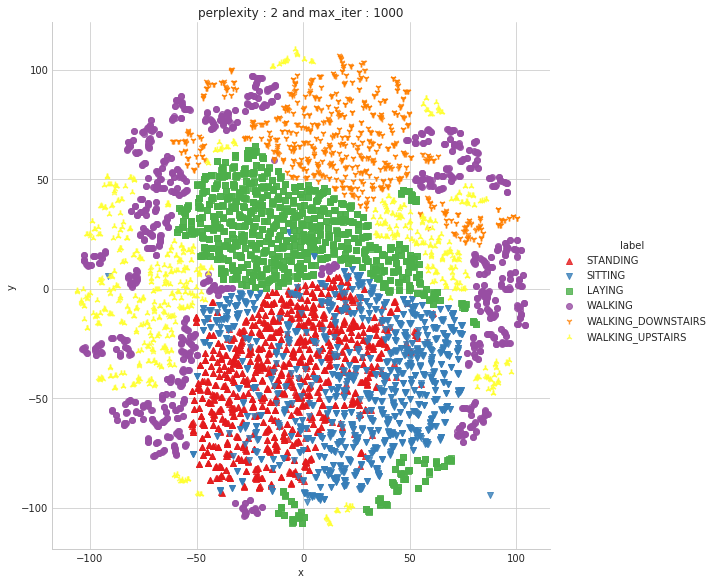 perplexity : 2 and max_iter : 1000
100
50
0
−50
−100
y
−100
−50
0
50
100
x
label
STANDING
SITTING
LAYING
WALKING
WALKING_DOWNSTAIRS
WALKING_UPSTAIRS